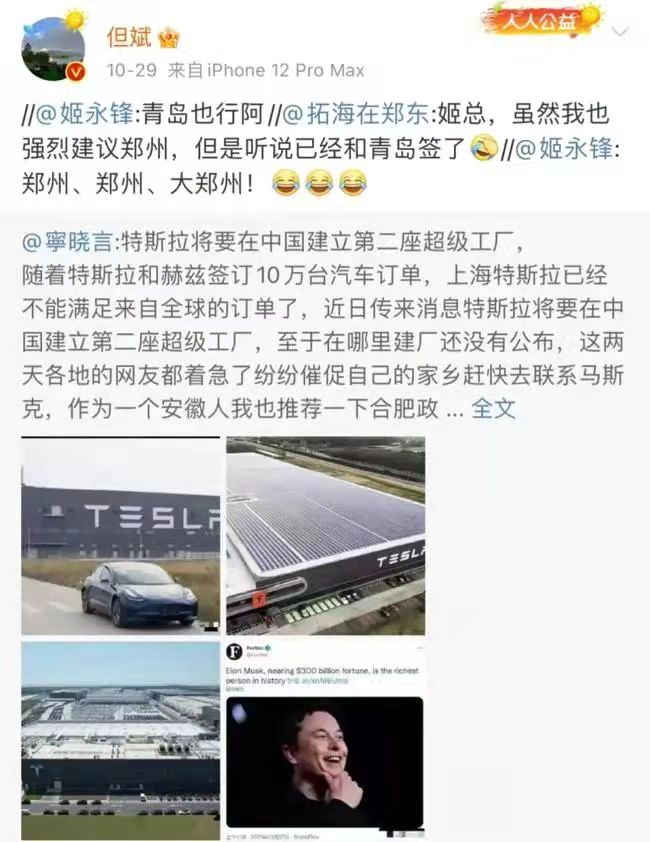 但斌
人人公益
10-29 来自iPhone 12 Pro Max
//@姬永锋:青岛也行阿//@拓海在郑东:姬总，虽然我也
强烈建议郑州，但是听说已经和青岛签了//@姬永锋:
郑州、郑州、大郑州！
@寧晓言:特斯拉将要在中国建立第二座超级工厂，
随着特斯拉和赫兹签订10万台汽车订单，上海特斯拉已经
不能满足来自全球的订单了，近日传来消息特斯拉将要在中
国建立第二座超级工厂，至于在哪里建厂还没有公布，这两
天各地的网友都着急了纷纷催促自己的家乡赶快去联系马斯
克，作为一个安徽人我也推荐一下合肥政 ... 全文
TESLA
TESLA
Forbes
Elon Musk, nearing $300 billion fortune, is the richest
person in history